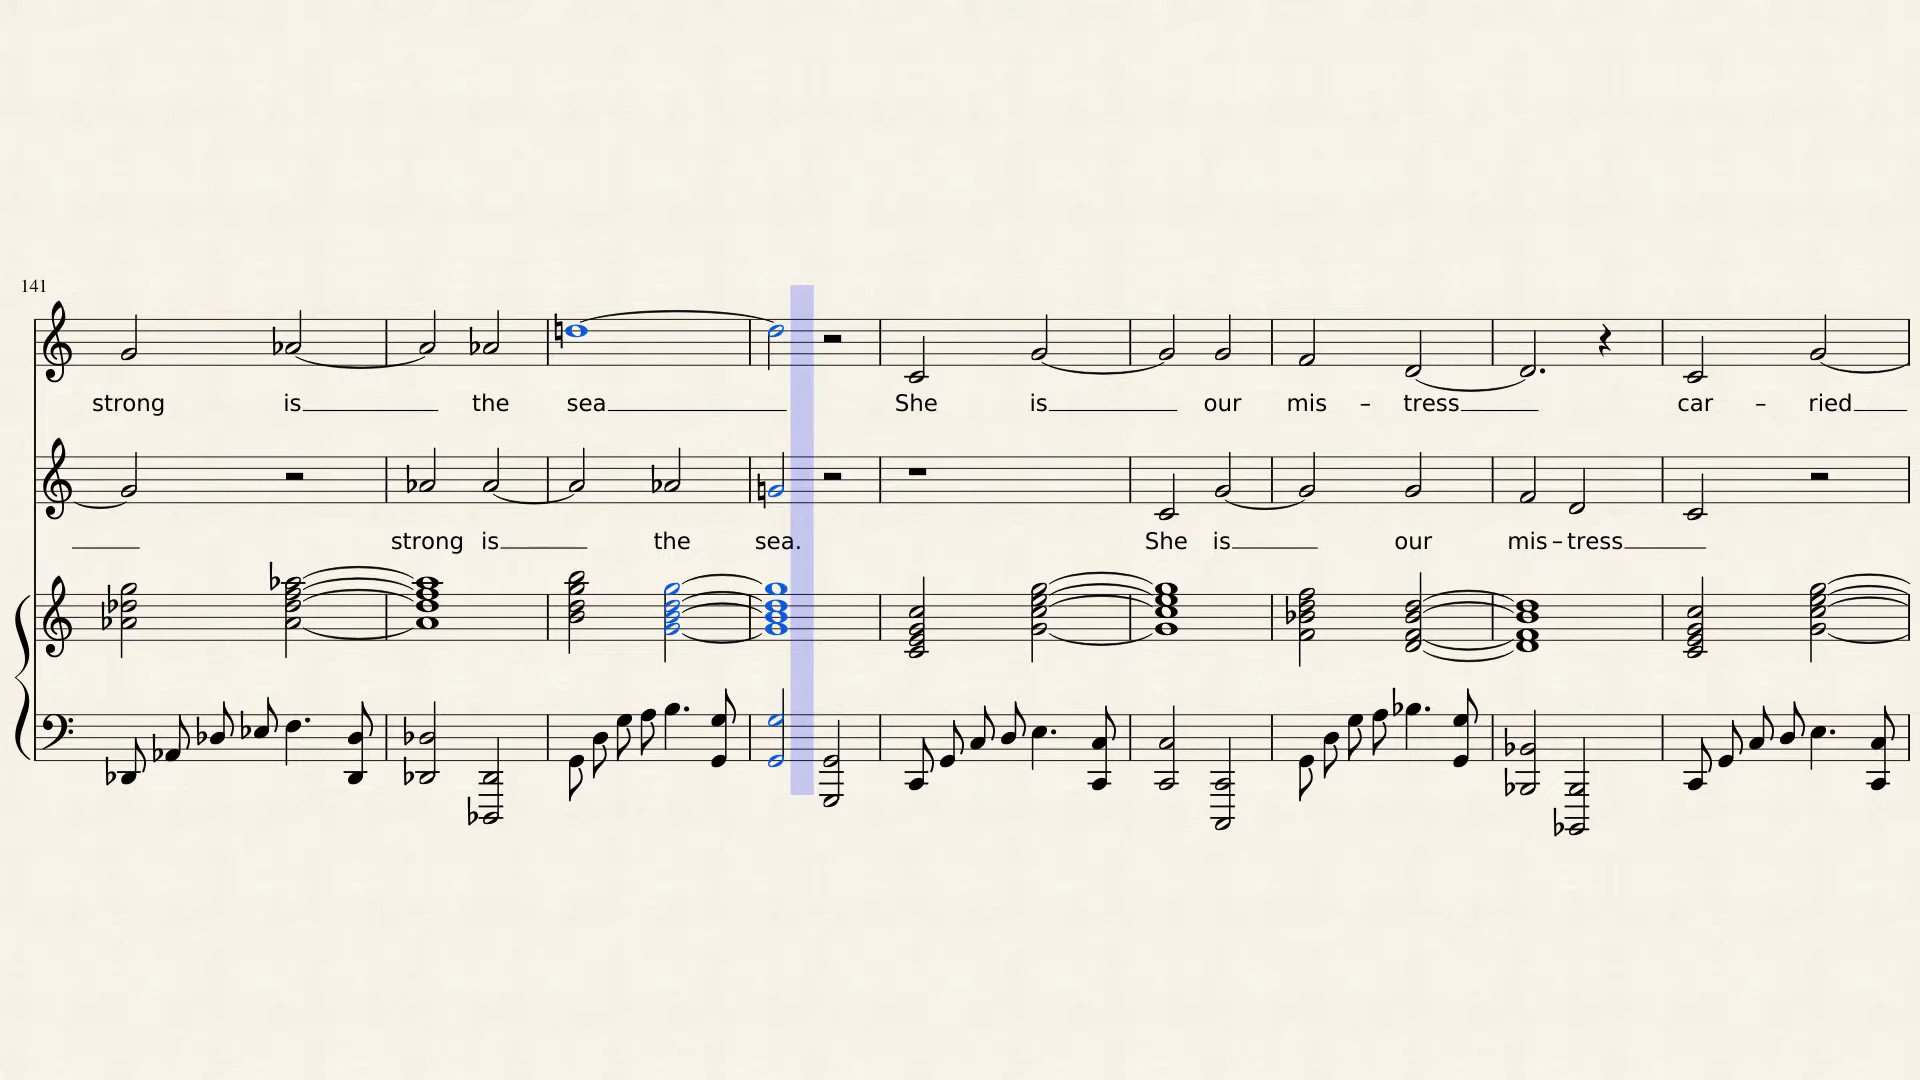 141
strong is the sea She is our mis – tress car – ried
strong is the sea. She is our mis – tress